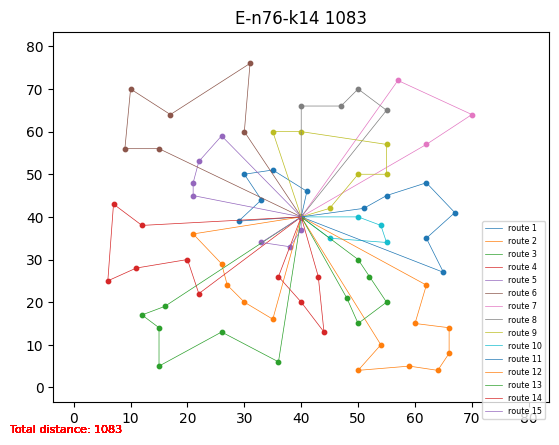 E-n76-k14 1083
80
70
60
50
40
30
20
10
0
0 10 20 30 40 50 60 70 80
route 1
route 2
route 3
route 4
route 5
route 6
route 7
route 8
route 9
route 10
route 11
route 12
route 13
route 14
route 15
Total distance: 1083